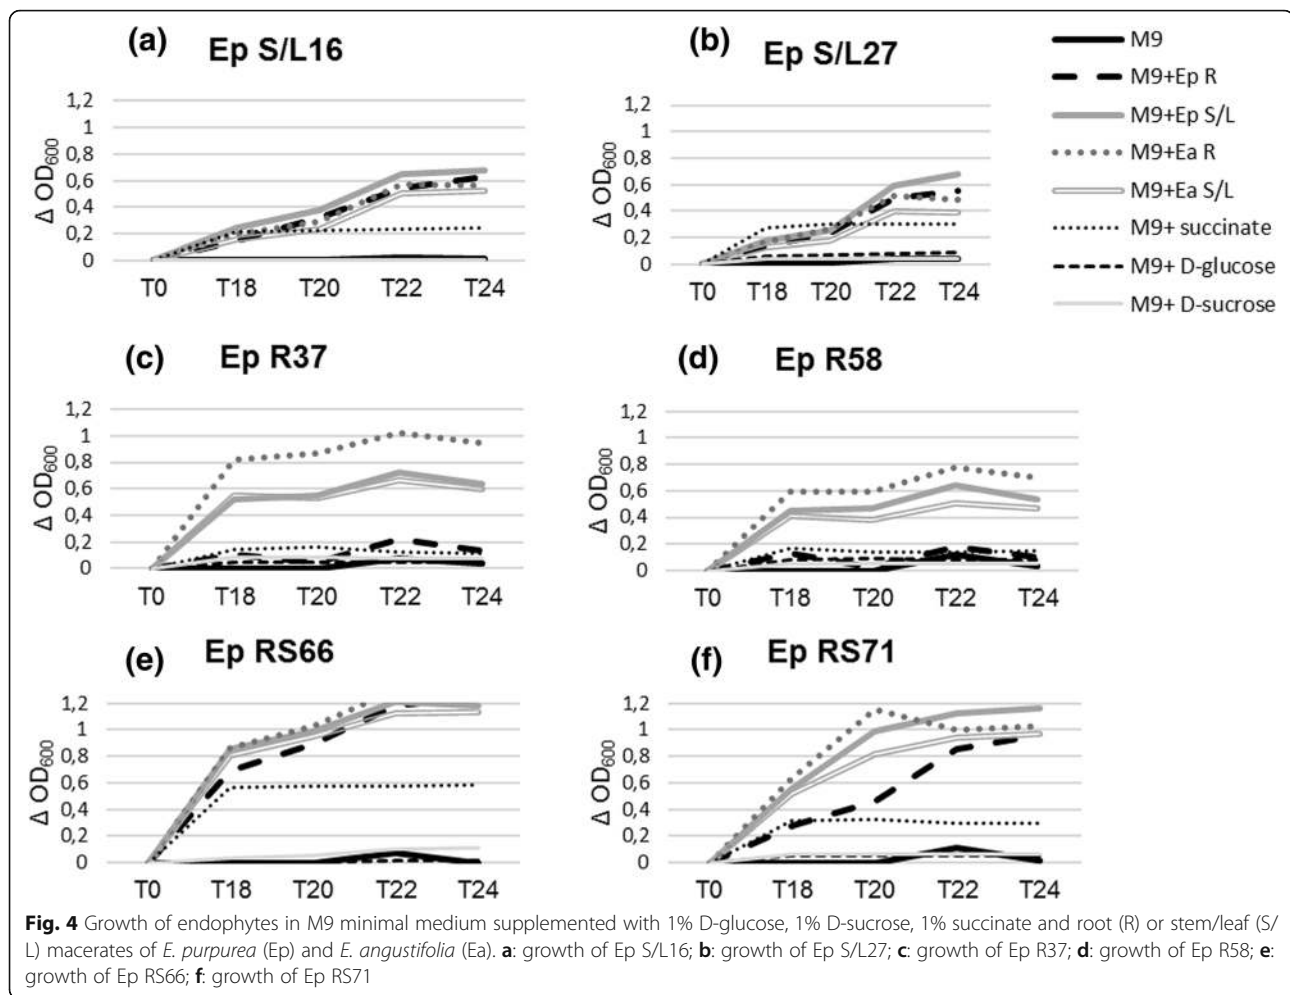 (a) Ep S/L16
Δ OD600
1,2
1
0,8
0,6
0,4
0,2
0
T0 T18 T20 T22 T24
(b) Ep S/L27
Δ OD600
1,2
1
0,8
0,6
0,4
0,2
0
T0 T18 T20 T22 T24
M9
M9+Ep R
M9+Ep S/L
M9+Ea R
M9+Ea S/L
M9+ succinate
M9+ D-glucose
M9+ D-sucrose
(c) Ep R37
Δ OD600
1,2
1
0,8
0,6
0,4
0,2
0
T0 T18 T20 T22 T24
(d) Ep R58
Δ OD600
1,2
1
0,8
0,6
0,4
0,2
0
T0 T18 T20 T22 T24
(e) Ep RS66
Δ OD600
1,2
1
0,8
0,6
0,4
0,2
0
T0 T18 T20 T22 T24
(f) Ep RS71
Δ OD600
1,2
1
0,8
0,6
0,4
0,2
0
T0 T18 T20 T22 T24
Fig. 4 Growth of endophytes in M9 minimal medium supplemented with 1% D-glucose, 1% D-sucrose, 1% succinate and root (R) or stem/leaf (S/
L) macerates of E. purpurea (Ep) and E. angustifolia (Ea). a: growth of Ep S/L16; b: growth of Ep S/L27; c: growth of Ep R37; d: growth of Ep R58; e:
growth of Ep RS66; f: growth of Ep RS71